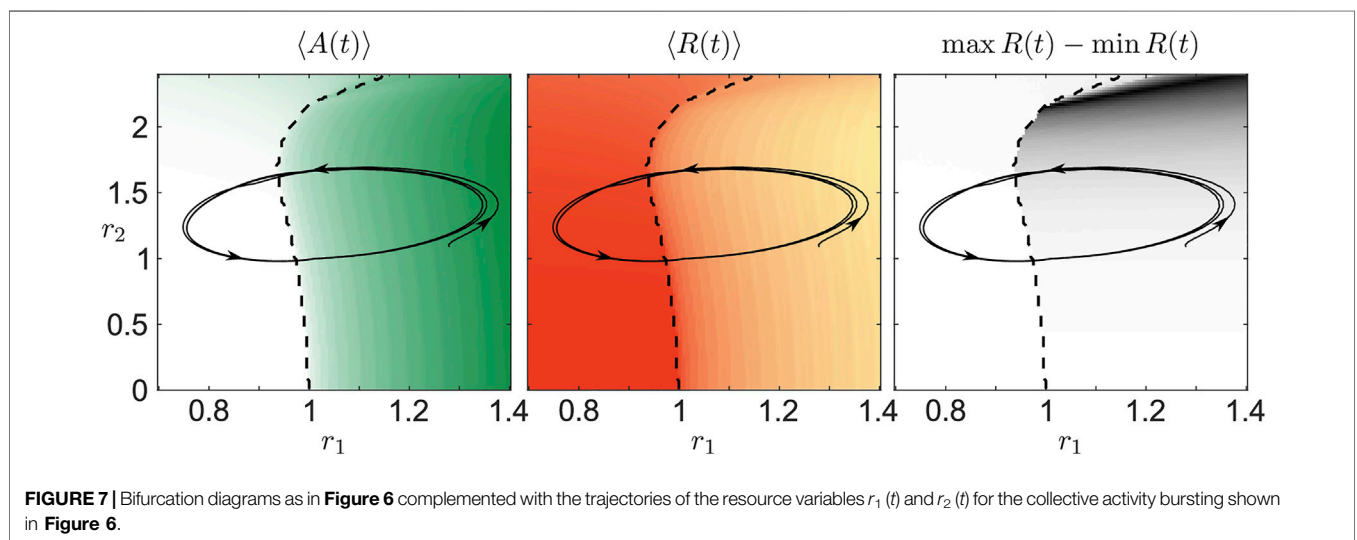 ⟨A(t)⟩ ⟨R(t)⟩ max R(t) − min R(t)
2
1.5
r₂
1
0.5
0
0.8 1 1.2 1.4 0.8 1 1.2 1.4 0.8 1 1.2 1.4
r₁ r₁ r₁
FIGURE 7 | Bifurcation diagrams as in Figure 6 complemented with the trajectories of the resource variables r₁ (t) and r₂ (t) for the collective activity bursting shown
in Figure 6.